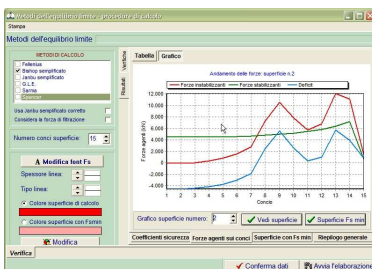 Metodi dell'equilibrio limite - procedure di calcolo
Stampa
Metodi dell'equilibrio limite
METODI DI CALCOLO
Fellenius
Bishop semplificato
Janbu semplificato
G.L.E.
Sarma
Spencer
Usa Janbu semplificato corretto
Considera la forza di filtrazione
Numero conci superficie: 15
A Modifica font Fs
Spessore linea:
Tipo linea:
Colore superficie di calcolo
Colore superficie con Fsmin
Modifica
Verifica
Verifiche
Risultati
Tabella Grafico
Andamento delle forze: superficie n.2
Forze instabilizzanti Forze stabilizzanti Deficit
Forze agenti (kN)
12.000
10.000
8.000
6.000
4.000
2.000
0
-2.000
-4.000
1 2 3 4 5 6 7 8 9 10 11 12 13 14 15
Concio
Grafico superficie numero: 2 Vedi superficie Superficie Fs min
Coefficienti sicurezza Forze agenti sui conci Superficie con Fs min Riepilogo generale
Conferma dati Avvia l'elaborazione